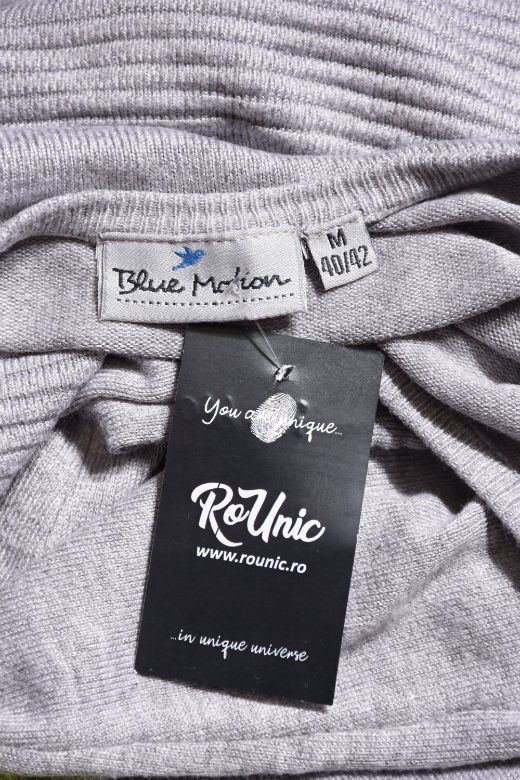 Blue Motion
M
40/42
You are unique...
RoUnic
www.rounic.ro
...in unique universe